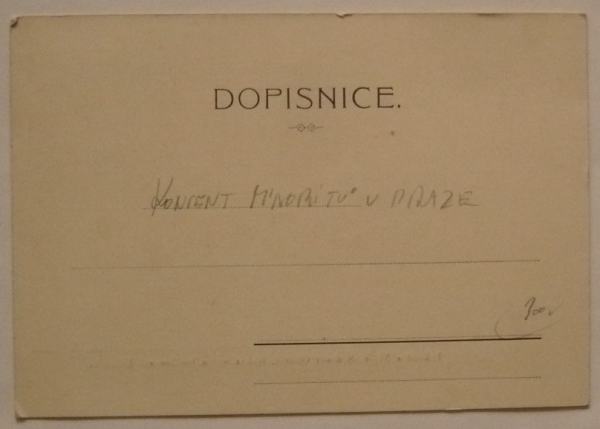 DOPISNICE.
KONVENT MINORITŮ V PRAZE